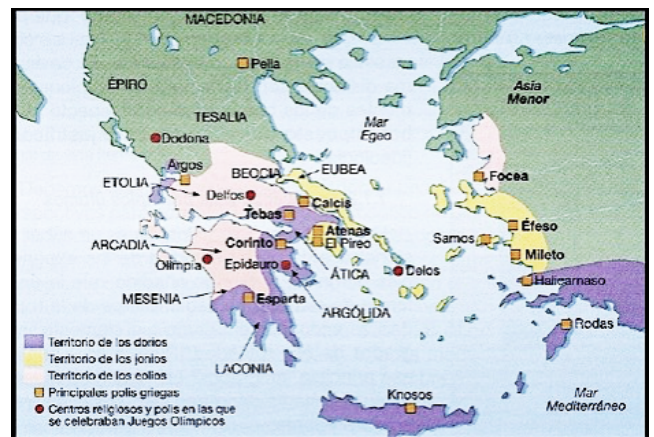 MACEDONIA
Pella
ÉPIRO
TESALIA
Asia
Menor
Mar
Egeo
Dodona
Argos
BEOCIA
EUBEA
ETOLIA
Delfos
Focea
Calcis
Tebas
Atenas
El Pireo
Éfeso
Samos
ARCADIA
Corinto
Mileto
Olimpia
Epidauro
ÁTICA
Delos
Halicarnaso
MESENIA
Esparta
ARGÓLIDA
Rodas
LACONIA
Territorio de los dorios
Territorio de los jonios
Territorio de los eolios
Principales polis griegas
Centros religiosos y polis en las que
se celebraban Juegos Olímpicos
Knosos
Mar
Mediterráneo